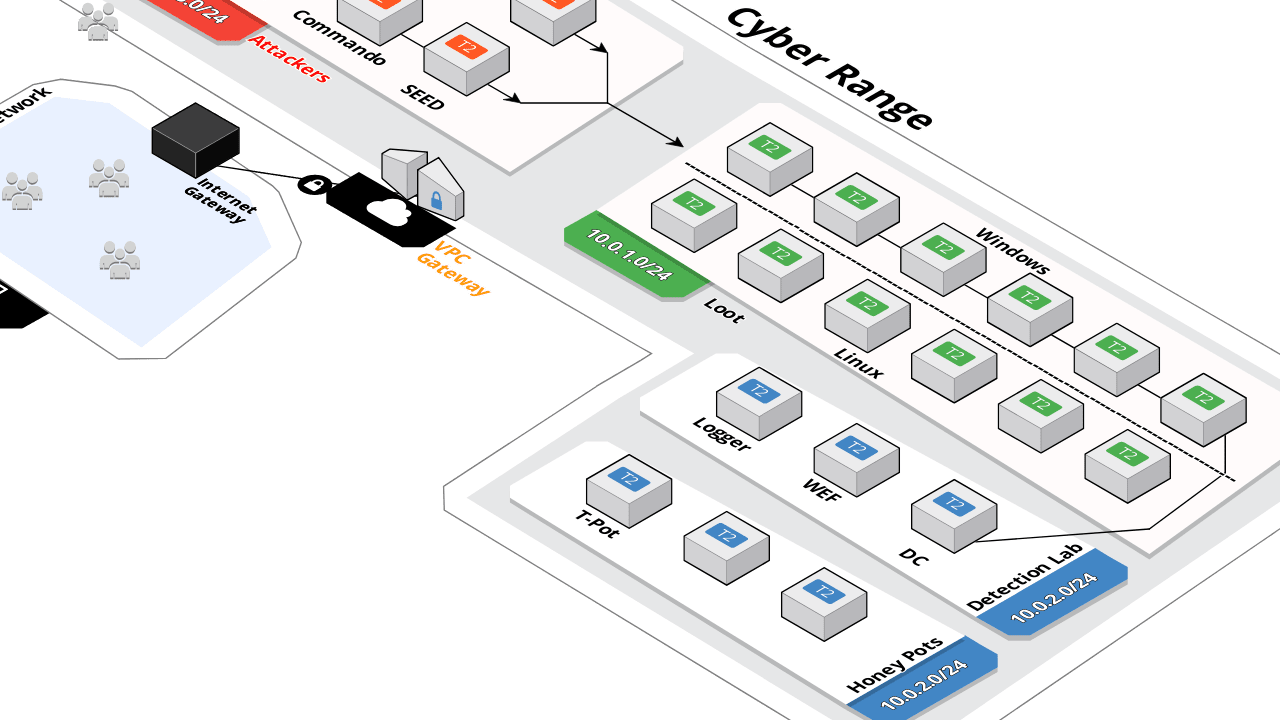 .0/24
Attackers
Commando
T2
SEED
Cyber Range
Internet
Gateway
VPC
Gateway
T2
T2
T2
T2
T2
T2
Windows
T2
T2
T2
T2
T2
T2
10.0.1.0/24
Loot
Linux
T2
T2
T2
Logger
WEF
DC
Detection Lab
10.0.2.0/24
T2
T2
T2
T-Pot
Honey Pots
10.0.2.0/24